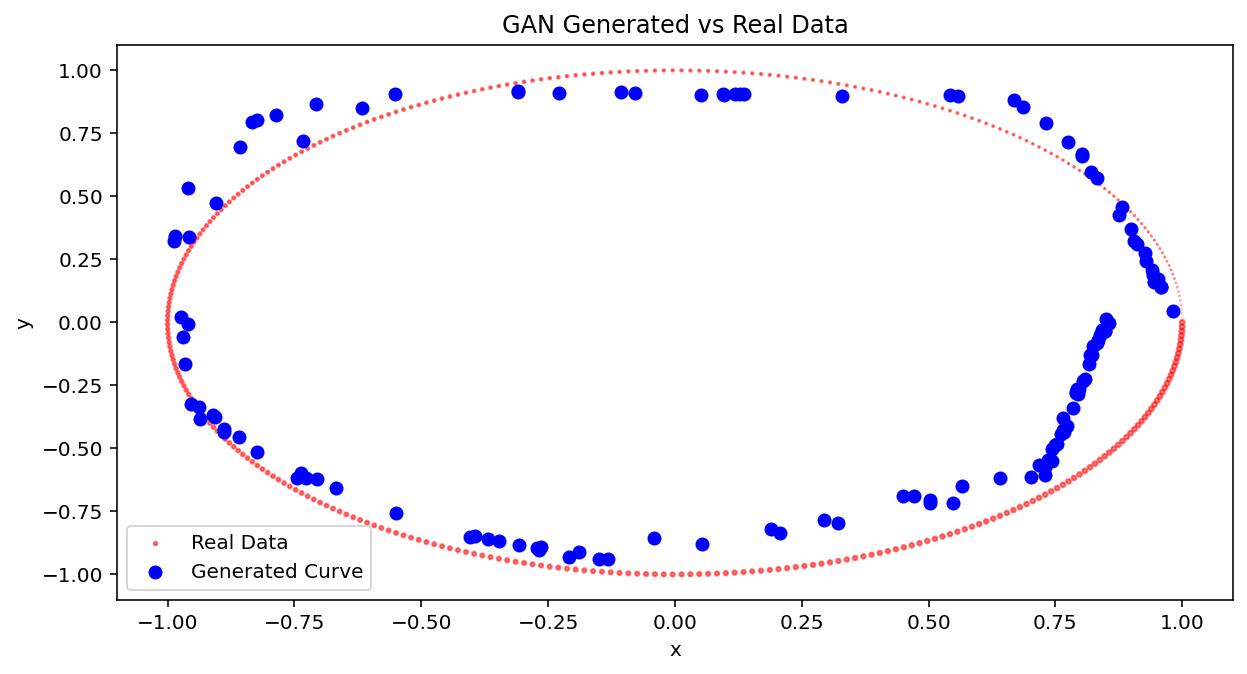 GAN Generated vs Real Data
1.00
0.75
0.50
0.25
0.00
−0.25
−0.50
−0.75
−1.00
y
Real Data
Generated Curve
−1.00 −0.75 −0.50 −0.25 0.00 0.25 0.50 0.75 1.00
x